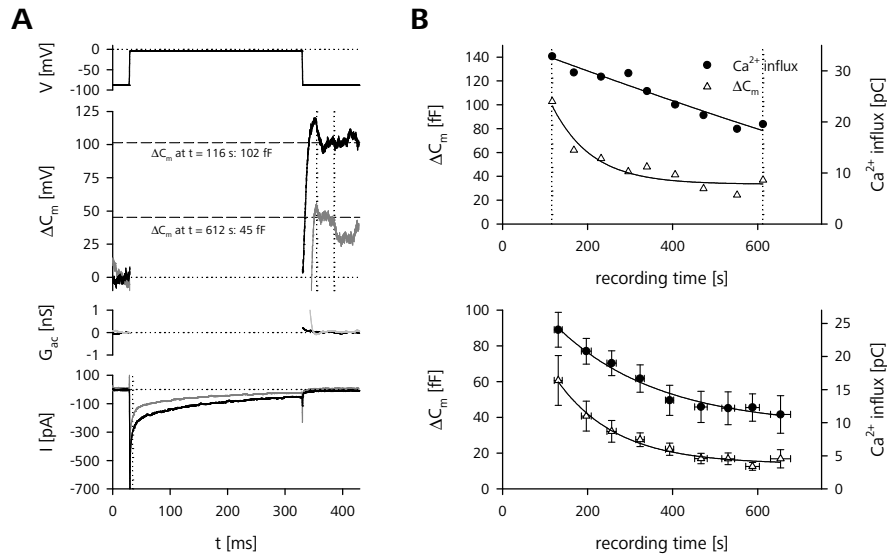 A
B
0
-50
-100
V [mV]
125
100
75
50
25
0
ΔCm [mV]
ΔCm at t = 116 s: 102 fF
ΔCm at t = 612 s: 45 fF
1
0
-1
Gac [nS]
100
-100
-300
-500
-700
I [pA]
0 100 200 300 400
t [ms]
140
120
100
80
60
40
20
0
ΔCm [fF]
Ca2+ influx
ΔCm
30
20
10
0
Ca2+ influx [pC]
0 200 400 600
recording time [s]
100
80
60
40
20
0
ΔCm [fF]
25
20
15
10
5
0
Ca2+ influx [pC]
0 200 400 600
recording time [s]